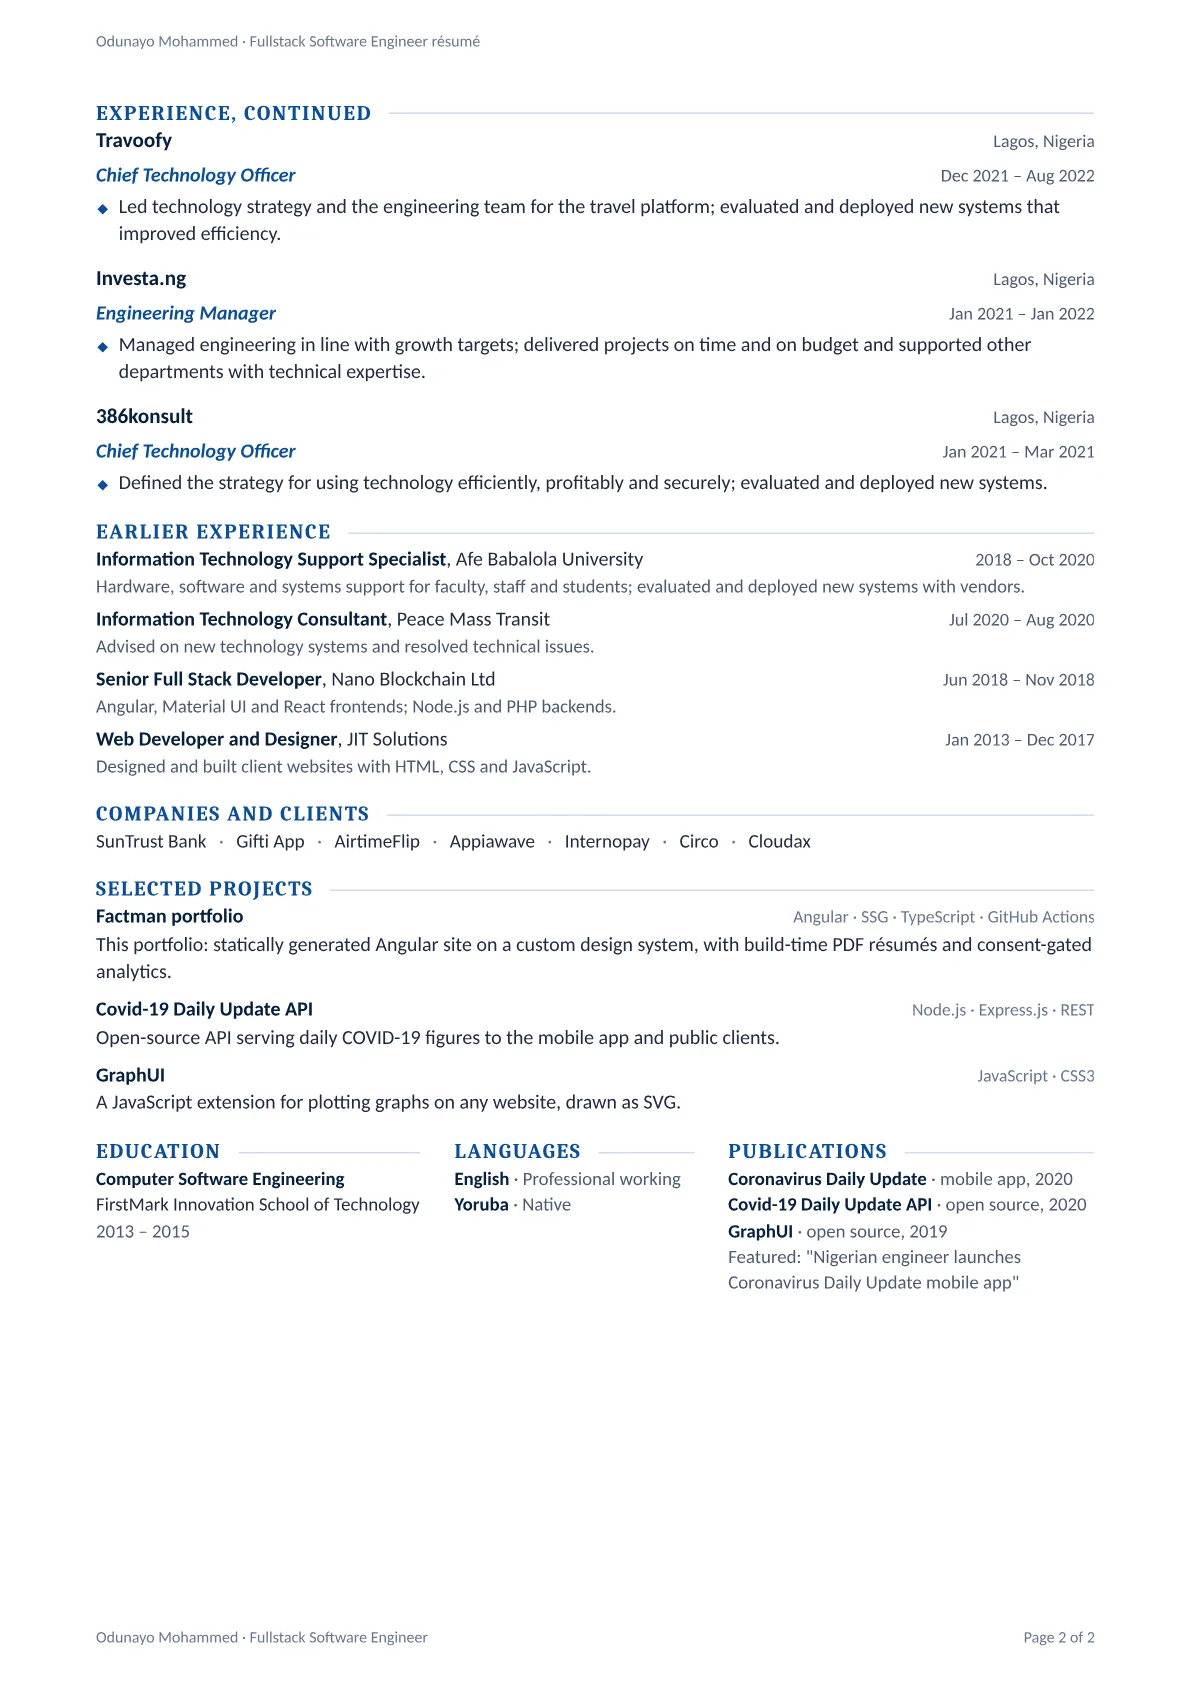 Odunayo Mohammed · Fullstack Software Engineer résumé
EXPERIENCE, CONTINUED
Travoofy Lagos, Nigeria
Chief Technology Officer Dec 2021 – Aug 2022
◆ Led technology strategy and the engineering team for the travel platform; evaluated and deployed new systems that
improved efficiency.
Investa.ng Lagos, Nigeria
Engineering Manager Jan 2021 – Jan 2022
◆ Managed engineering in line with growth targets; delivered projects on time and on budget and supported other
departments with technical expertise.
386konsult Lagos, Nigeria
Chief Technology Officer Jan 2021 – Mar 2021
◆ Defined the strategy for using technology efficiently, profitably and securely; evaluated and deployed new systems.
EARLIER EXPERIENCE
Information Technology Support Specialist, Afe Babalola University 2018 – Oct 2020
Hardware, software and systems support for faculty, staff and students; evaluated and deployed new systems with vendors.
Information Technology Consultant, Peace Mass Transit Jul 2020 – Aug 2020
Advised on new technology systems and resolved technical issues.
Senior Full Stack Developer, Nano Blockchain Ltd Jun 2018 – Nov 2018
Angular, Material UI and React frontends; Node.js and PHP backends.
Web Developer and Designer, JIT Solutions Jan 2013 – Dec 2017
Designed and built client websites with HTML, CSS and JavaScript.
COMPANIES AND CLIENTS
SunTrust Bank · Gifti App · AirtimeFlip · Appiawave · Internopay · Circo · Cloudax
SELECTED PROJECTS
Factman portfolio Angular · SSG · TypeScript · GitHub Actions
This portfolio: statically generated Angular site on a custom design system, with build-time PDF résumés and consent-gated
analytics.
Covid-19 Daily Update API Node.js · Express.js · REST
Open-source API serving daily COVID-19 figures to the mobile app and public clients.
GraphUI JavaScript · CSS3
A JavaScript extension for plotting graphs on any website, drawn as SVG.
EDUCATION
Computer Software Engineering
FirstMark Innovation School of Technology
2013 – 2015
LANGUAGES
English · Professional working
Yoruba · Native
PUBLICATIONS
Coronavirus Daily Update · mobile app, 2020
Covid-19 Daily Update API · open source, 2020
GraphUI · open source, 2019
Featured: "Nigerian engineer launches
Coronavirus Daily Update mobile app"
Odunayo Mohammed · Fullstack Software Engineer Page 2 of 2